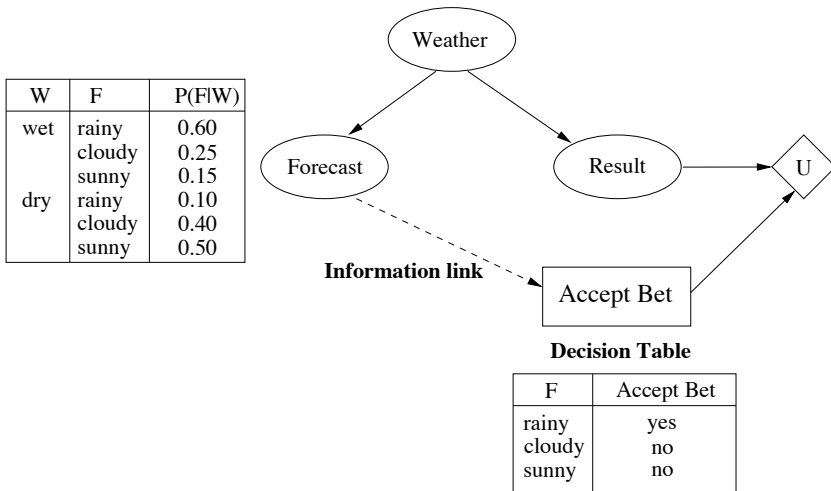 Weather
W F P(F|W)
wet rainy 0.60
cloudy 0.25
sunny 0.15
dry rainy 0.10
cloudy 0.40
sunny 0.50
Forecast
Result
U
Information link
Accept Bet
Decision Table
F Accept Bet
rainy yes
cloudy no
sunny no